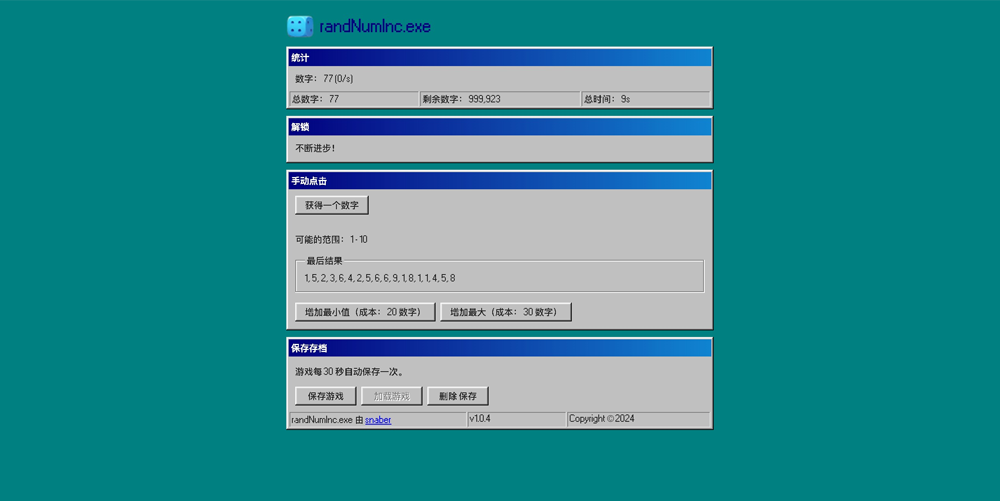 randNumInc.exe
统计
数字： 77 (0/s)
总数字： 77 剩余数字： 999,923 总时间： 9s
解锁
不断进步！
手动点击
获得一个数字
可能的范围： 1 - 10
最后结果
1, 5, 2, 3, 6, 4, 2, 5, 6, 6, 9, 1, 8, 1, 1, 4, 5, 8
增加最小值（成本： 20 数字） 增加最大（成本： 30 数字）
保存存档
游戏每 30 秒自动保存一次。
保存游戏 加载游戏 删除 保存
randNumInc.exe 由 snaber v1.0.4 Copyright © 2024